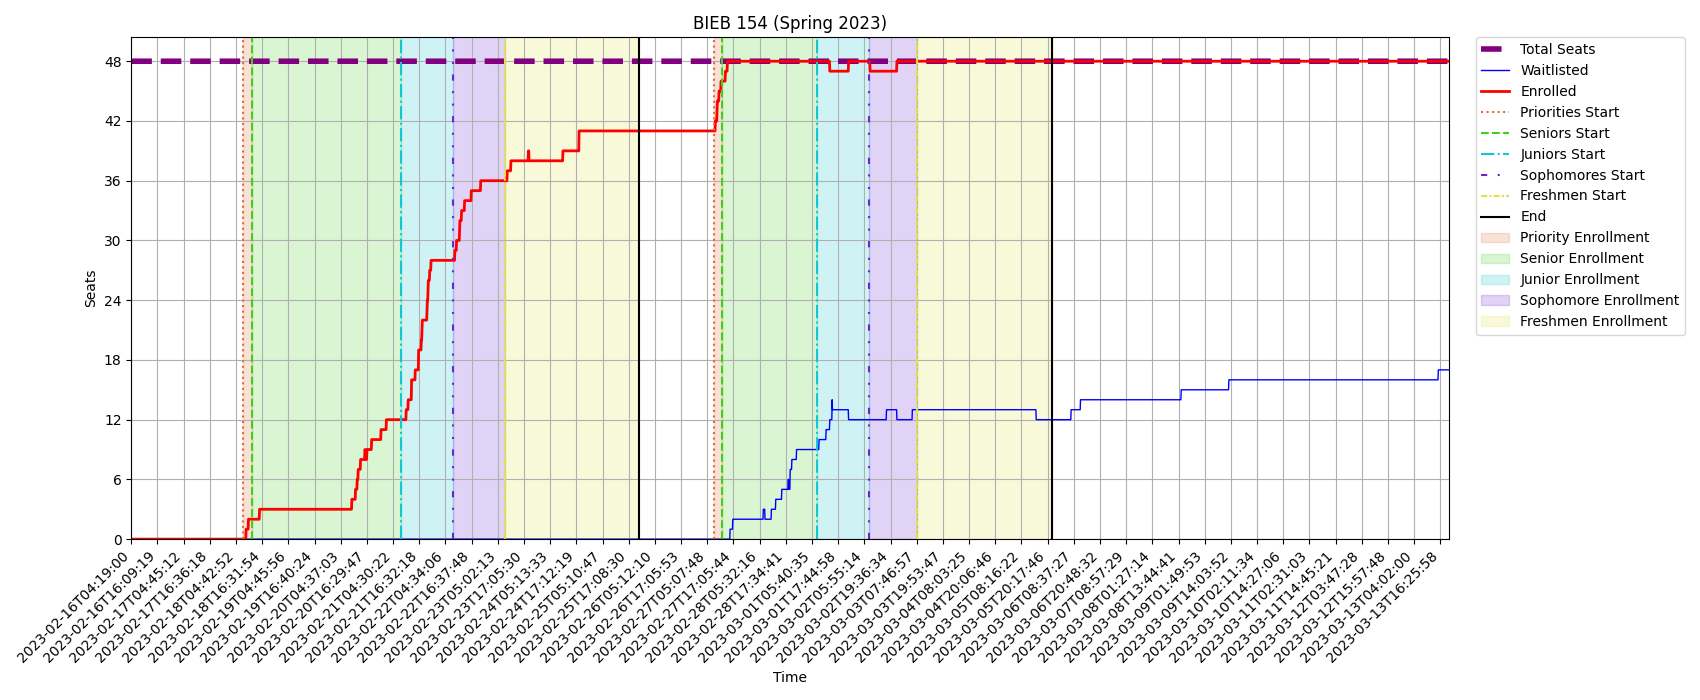 BIEB 154 (Spring 2023)
Seats
48
42
36
30
24
18
12
6
0
2023-02-16T04:19:00
2023-02-16T16:09:19
2023-02-17T04:45:12
2023-02-17T16:36:18
2023-02-18T04:42:52
2023-02-18T16:31:54
2023-02-19T04:45:56
2023-02-19T16:40:24
2023-02-20T04:37:03
2023-02-20T16:29:47
2023-02-21T04:30:22
2023-02-21T16:32:18
2023-02-22T04:34:06
2023-02-22T16:37:48
2023-02-23T05:02:13
2023-02-23T17:05:30
2023-02-24T05:13:33
2023-02-24T17:12:19
2023-02-25T05:10:47
2023-02-25T17:08:30
2023-02-26T05:12:10
2023-02-26T17:05:53
2023-02-27T05:07:48
2023-02-27T17:05:44
2023-02-28T05:32:16
2023-02-28T17:34:41
2023-03-01T05:40:35
2023-03-01T17:44:58
2023-03-02T05:55:14
2023-03-02T19:36:34
2023-03-03T07:46:57
2023-03-03T19:53:47
2023-03-04T08:03:25
2023-03-04T20:06:46
2023-03-05T08:16:22
2023-03-05T20:17:46
2023-03-06T08:37:27
2023-03-06T20:48:32
2023-03-07T08:57:29
2023-03-08T01:27:14
2023-03-08T13:44:41
2023-03-09T01:49:53
2023-03-09T14:03:52
2023-03-10T02:11:34
2023-03-10T14:27:06
2023-03-11T02:31:03
2023-03-11T14:45:21
2023-03-12T03:47:28
2023-03-12T15:57:48
2023-03-13T04:02:00
2023-03-13T16:25:58
Time
Total Seats
Waitlisted
Enrolled
Priorities Start
Seniors Start
Juniors Start
Sophomores Start
Freshmen Start
End
Priority Enrollment
Senior Enrollment
Junior Enrollment
Sophomore Enrollment
Freshmen Enrollment